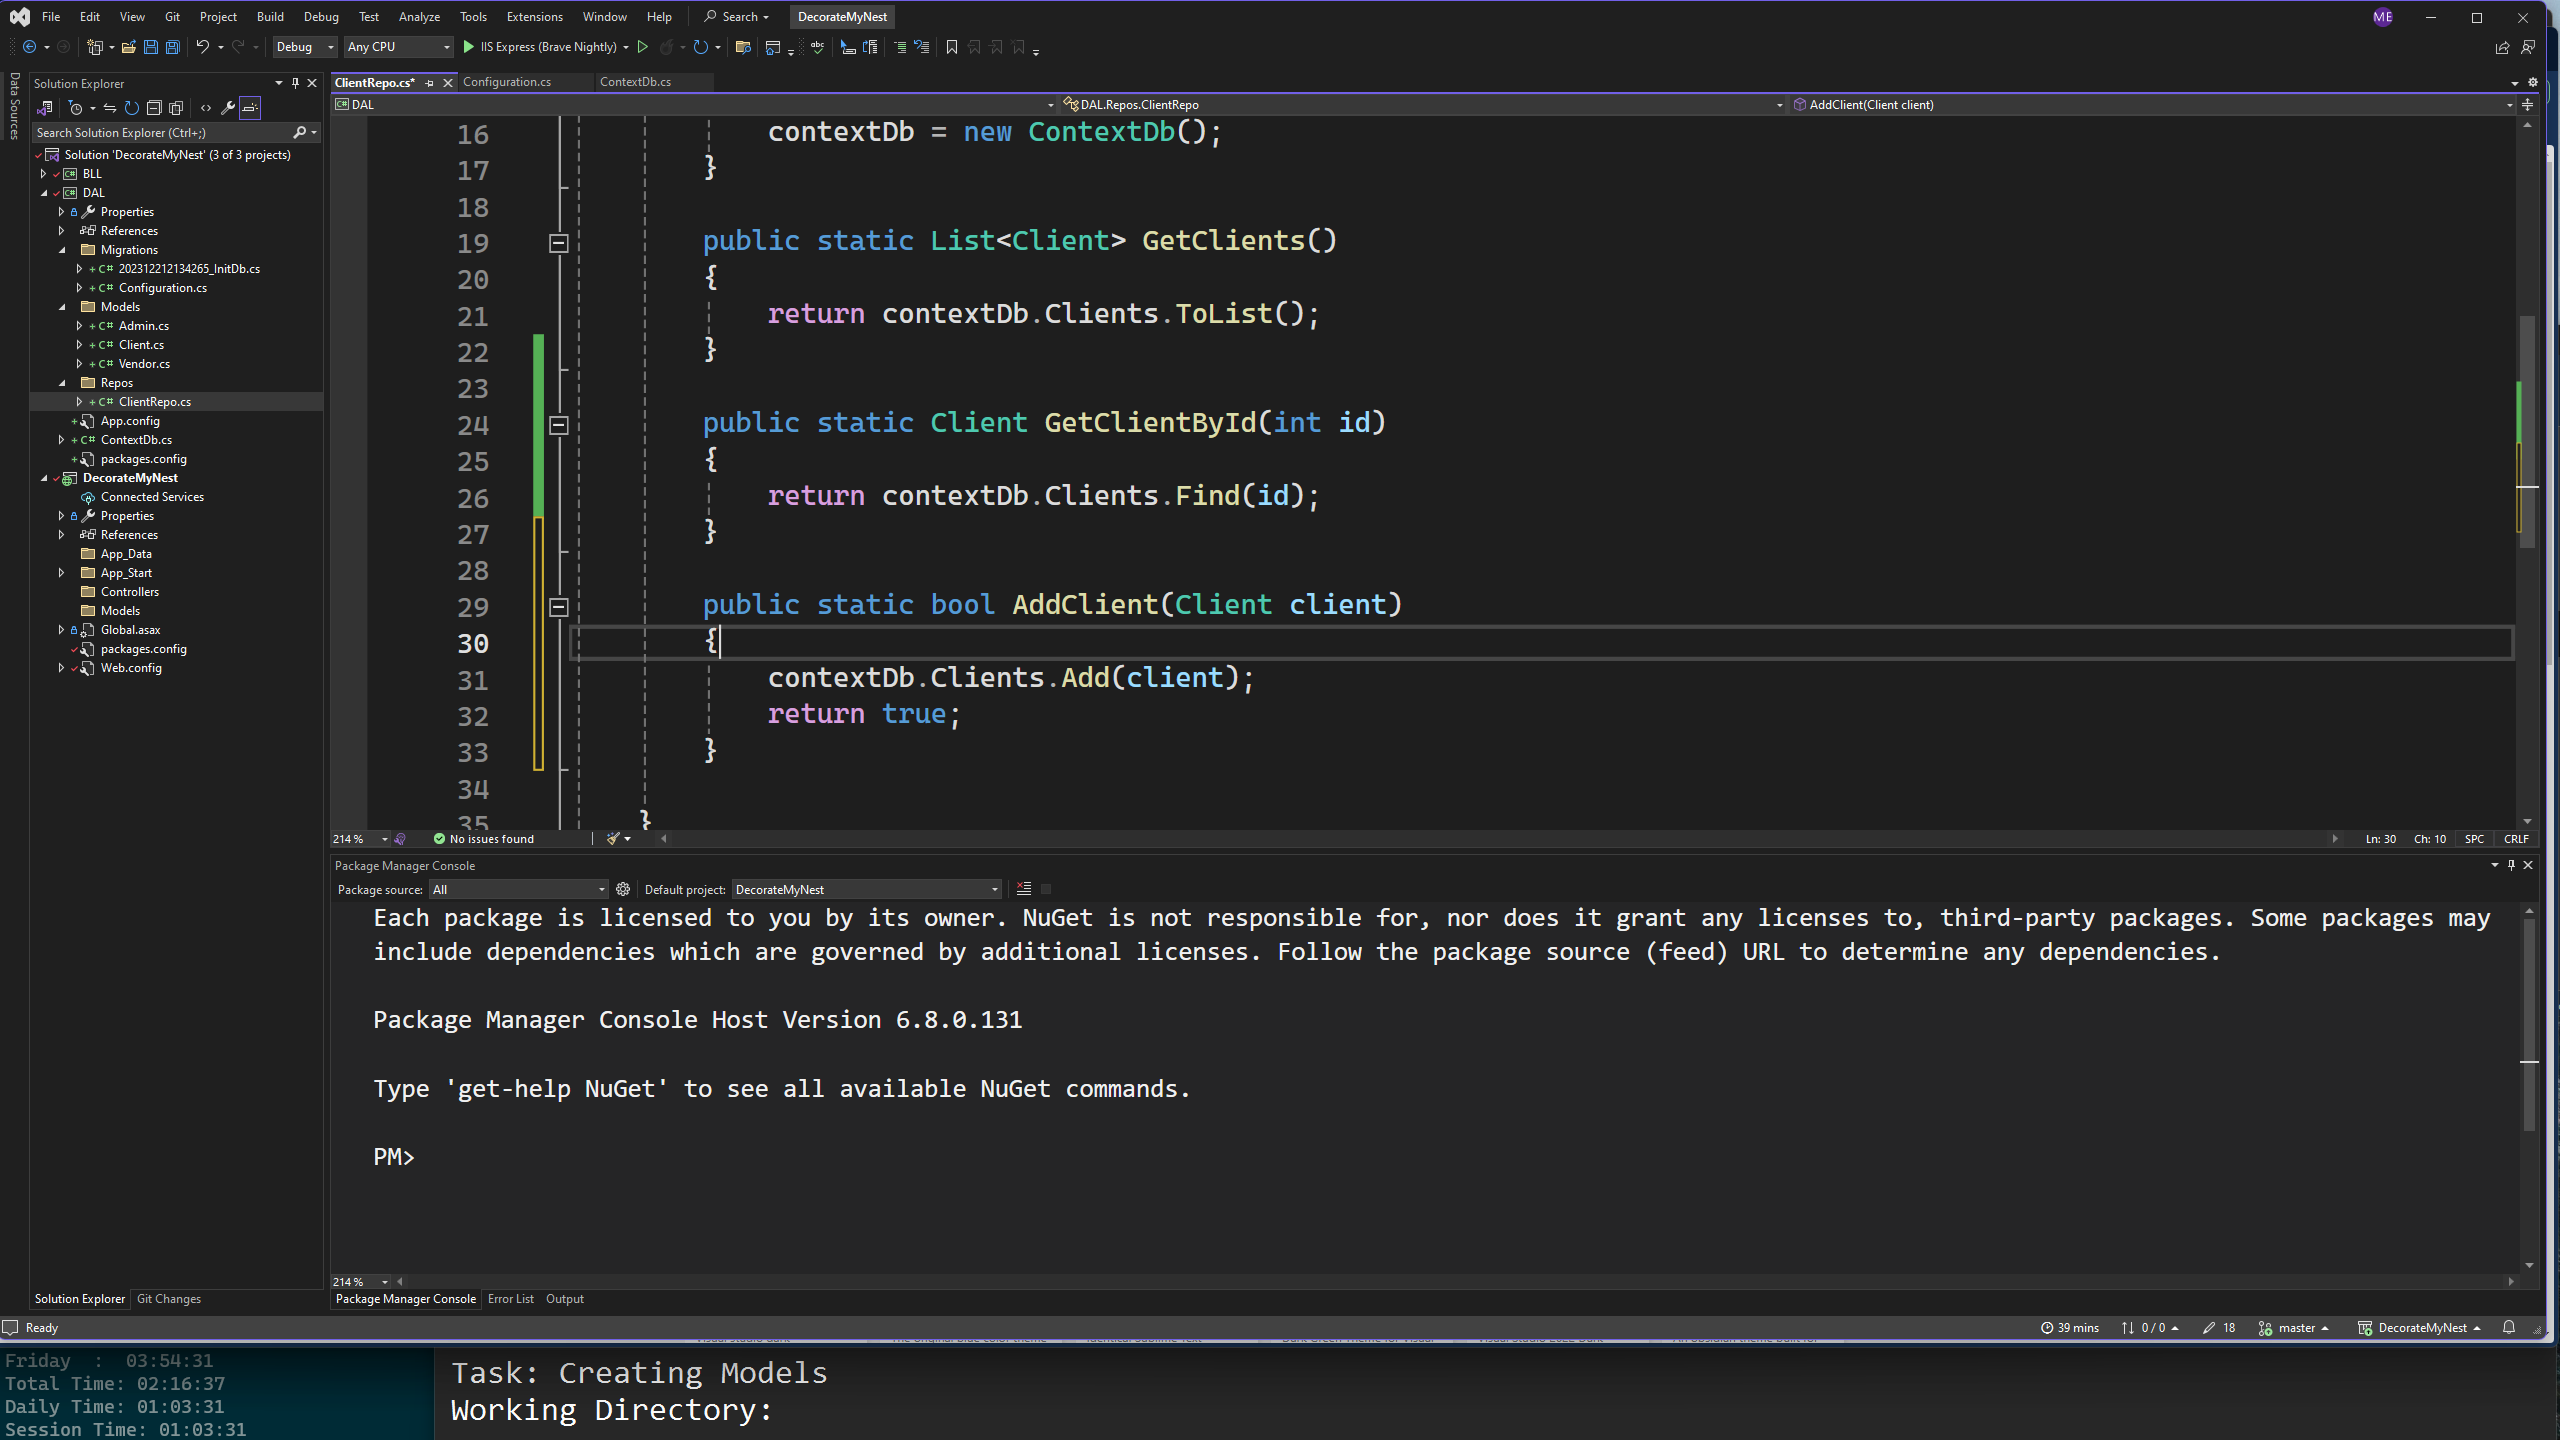 File Edit View Git Project Build Debug Test Analyze Tools Extensions Window Help Search DecorateMyNest ME
Debug Any CPU IIS Express (Brave Nightly)
Data Sources
Solution Explorer
Search Solution Explorer (Ctrl+;)
Solution 'DecorateMyNest' (3 of 3 projects)
BLL
DAL
Properties
References
Migrations
202312212134265_InitDb.cs
Configuration.cs
Models
Admin.cs
Client.cs
Vendor.cs
Repos
ClientRepo.cs
App.config
ContextDb.cs
packages.config
DecorateMyNest
Connected Services
Properties
References
App_Data
App_Start
Controllers
Models
Global.asax
packages.config
Web.config
Solution Explorer Git Changes
ClientRepo.cs* Configuration.cs ContextDb.cs
DAL DAL.Repos.ClientRepo AddClient(Client client)
16 contextDb = new ContextDb();
17 }
18
19 public static List<Client> GetClients()
20 {
21 return contextDb.Clients.ToList();
22 }
23
24 public static Client GetClientById(int id)
25 {
26 return contextDb.Clients.Find(id);
27 }
28
29 public static bool AddClient(Client client)
30 {
31 contextDb.Clients.Add(client);
32 return true;
33 }
34
35 }
214 % No issues found Ln: 30 Ch: 10 SPC CRLF
Package Manager Console
Package source: All Default project: DecorateMyNest
Each package is licensed to you by its owner. NuGet is not responsible for, nor does it grant any licenses to, third-party packages. Some packages may
include dependencies which are governed by additional licenses. Follow the package source (feed) URL to determine any dependencies.
Package Manager Console Host Version 6.8.0.131
Type 'get-help NuGet' to see all available NuGet commands.
PM>
214 %
Package Manager Console Error List Output
Ready 39 mins 0 / 0 18 master DecorateMyNest
Friday : 03:54:31
Total Time: 02:16:37
Daily Time: 01:03:31
Session Time: 01:03:31
Task: Creating Models
Working Directory: